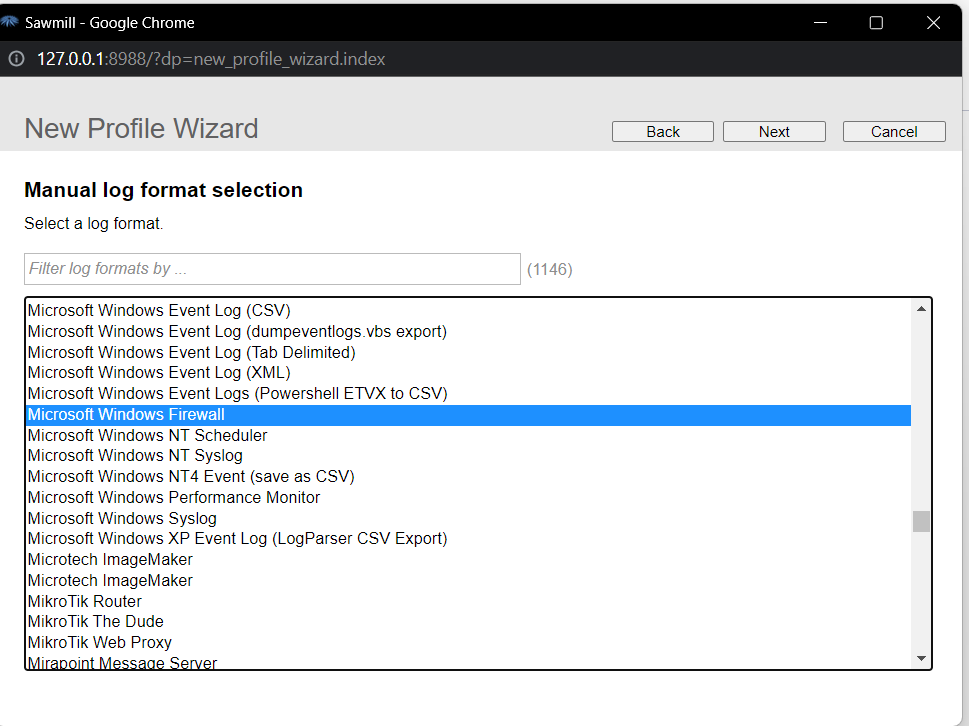 Sawmill - Google Chrome
127.0.0.1:8988/?dp=new_profile_wizard.index
New Profile Wizard
Back
Next
Cancel
Manual log format selection
Select a log format.
Filter log formats by ...
(1146)
Microsoft Windows Event Log (CSV)
Microsoft Windows Event Log (dumpeventlogs.vbs export)
Microsoft Windows Event Log (Tab Delimited)
Microsoft Windows Event Log (XML)
Microsoft Windows Event Logs (Powershell ETVX to CSV)
Microsoft Windows Firewall
Microsoft Windows NT Scheduler
Microsoft Windows NT Syslog
Microsoft Windows NT4 Event (save as CSV)
Microsoft Windows Performance Monitor
Microsoft Windows Syslog
Microsoft Windows XP Event Log (LogParser CSV Export)
Microtech ImageMaker
Microtech ImageMaker
MikroTik Router
MikroTik The Dude
MikroTik Web Proxy
Mirapoint Message Server